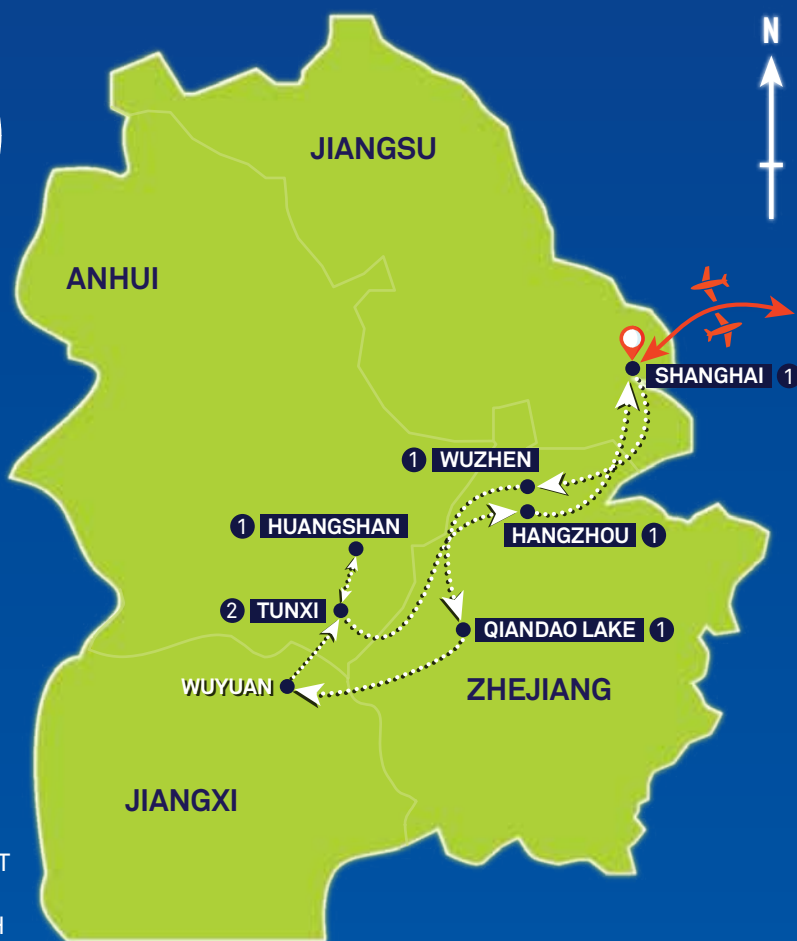 N
JIANGSU
ANHUI
SHANGHAI 1
1 WUZHEN
1 HUANGSHAN
HANGZHOU 1
2 TUNXI
QIANDAO LAKE 1
WUYUAN
ZHEJIANG
JIANGXI
T
H